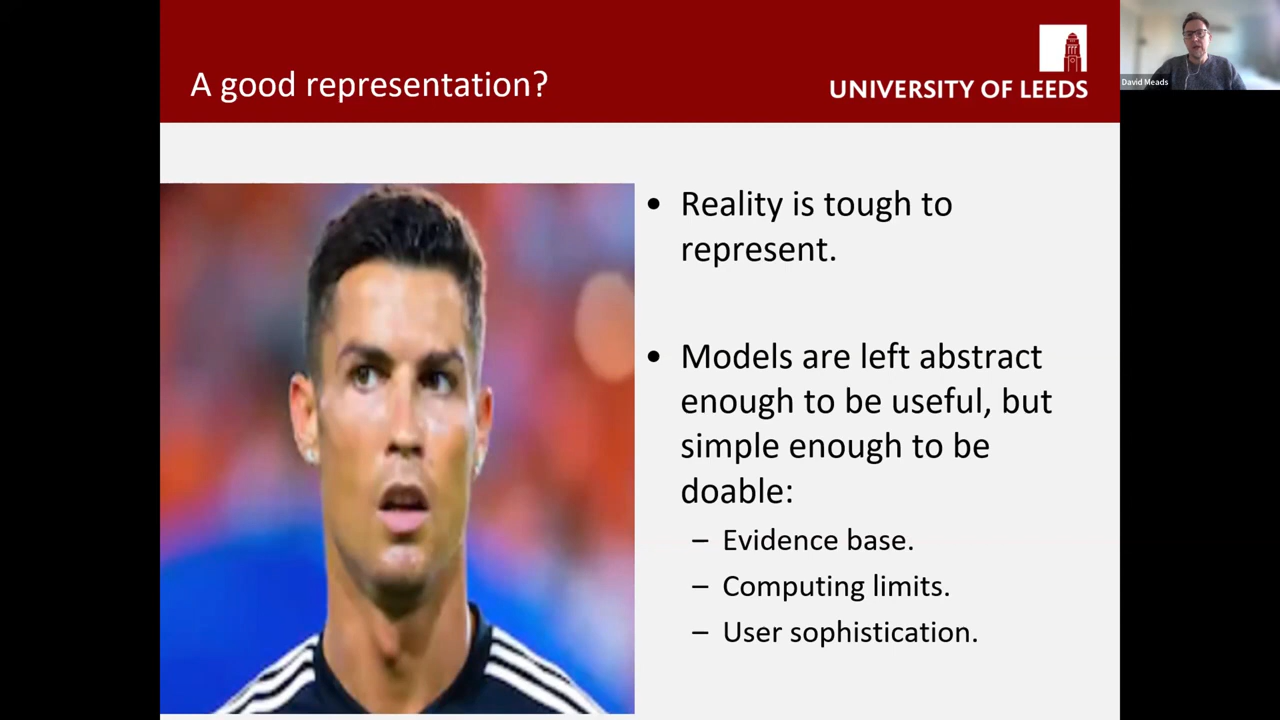 A good representation?
UNIVERSITY OF LEEDS
David Meads
• Reality is tough to
represent.
• Models are left abstract
enough to be useful, but
simple enough to be
doable:
– Evidence base.
– Computing limits.
– User sophistication.